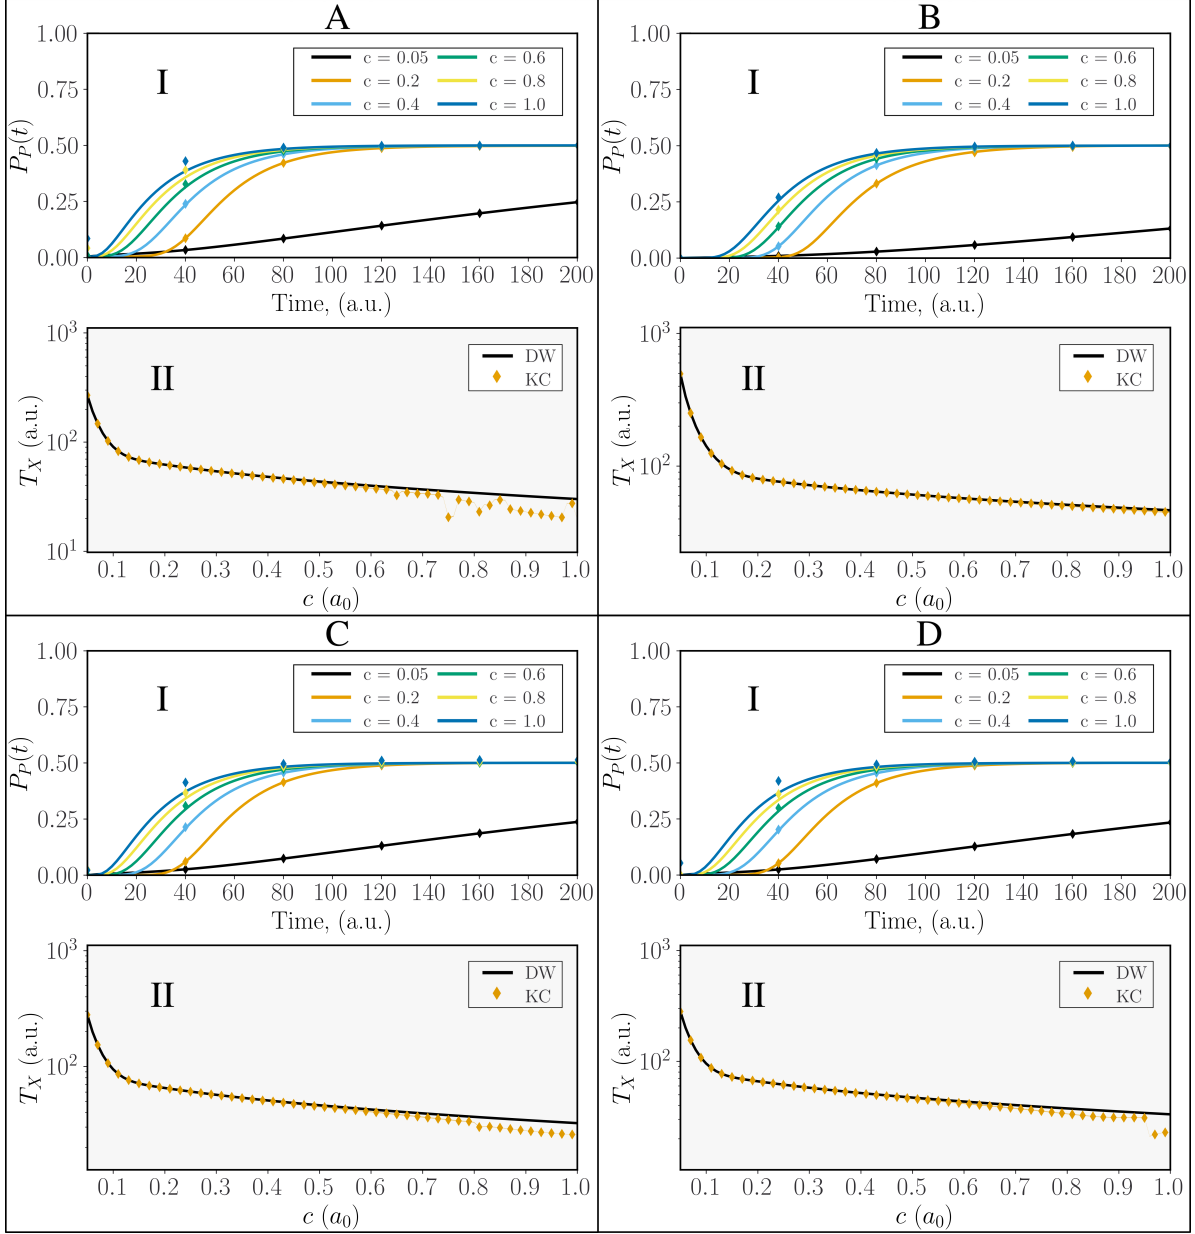 A
1.00
0.75
0.50
0.25
0.00
P_P(t)
I
c = 0.05 c = 0.6
c = 0.2 c = 0.8
c = 0.4 c = 1.0
0 20 40 60 80 100 120 140 160 180 200
Time, (a.u.)
10^3
10^2
10^1
T_X (a.u.)
II
DW
KC
0.1 0.2 0.3 0.4 0.5 0.6 0.7 0.8 0.9 1.0
c (a_0)
B
1.00
0.75
0.50
0.25
0.00
P_P(t)
I
c = 0.05 c = 0.6
c = 0.2 c = 0.8
c = 0.4 c = 1.0
0 20 40 60 80 100 120 140 160 180 200
Time, (a.u.)
10^3
10^2
T_X (a.u.)
II
DW
KC
0.1 0.2 0.3 0.4 0.5 0.6 0.7 0.8 0.9 1.0
c (a_0)
C
1.00
0.75
0.50
0.25
0.00
P_P(t)
I
c = 0.05 c = 0.6
c = 0.2 c = 0.8
c = 0.4 c = 1.0
0 20 40 60 80 100 120 140 160 180 200
Time, (a.u.)
10^3
10^2
T_X (a.u.)
II
DW
KC
0.1 0.2 0.3 0.4 0.5 0.6 0.7 0.8 0.9 1.0
c (a_0)
D
1.00
0.75
0.50
0.25
0.00
P_P(t)
I
c = 0.05 c = 0.6
c = 0.2 c = 0.8
c = 0.4 c = 1.0
0 20 40 60 80 100 120 140 160 180 200
Time, (a.u.)
10^3
10^2
T_X (a.u.)
II
DW
KC
0.1 0.2 0.3 0.4 0.5 0.6 0.7 0.8 0.9 1.0
c (a_0)